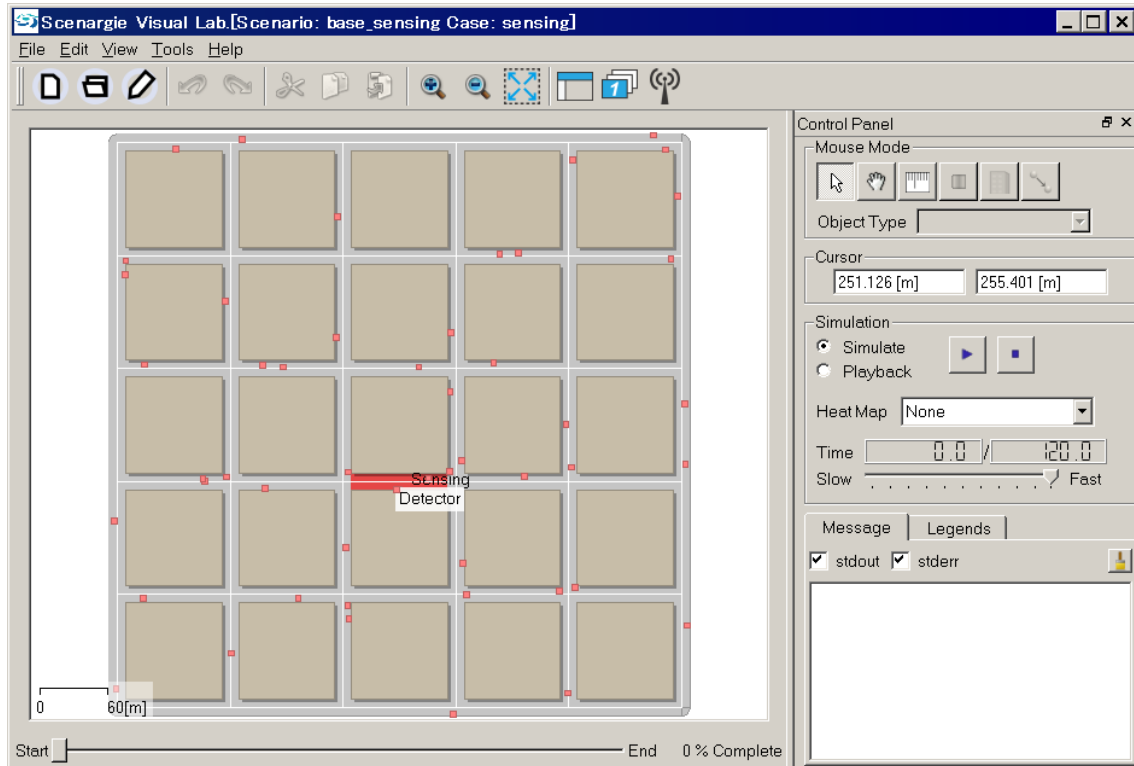 Scenargie Visual Lab.[Scenario: base_sensing Case: sensing]
File Edit View Tools Help
1
Control Panel
Mouse Mode
Object Type
Cursor
251.126 [m] 255.401 [m]
Simulation
Simulate
Playback
Heat Map None
Time 0.0 / 120.0
Slow Fast
Message Legends
stdout stderr
Sensing
Detector
0 60[m]
Start End 0 % Complete